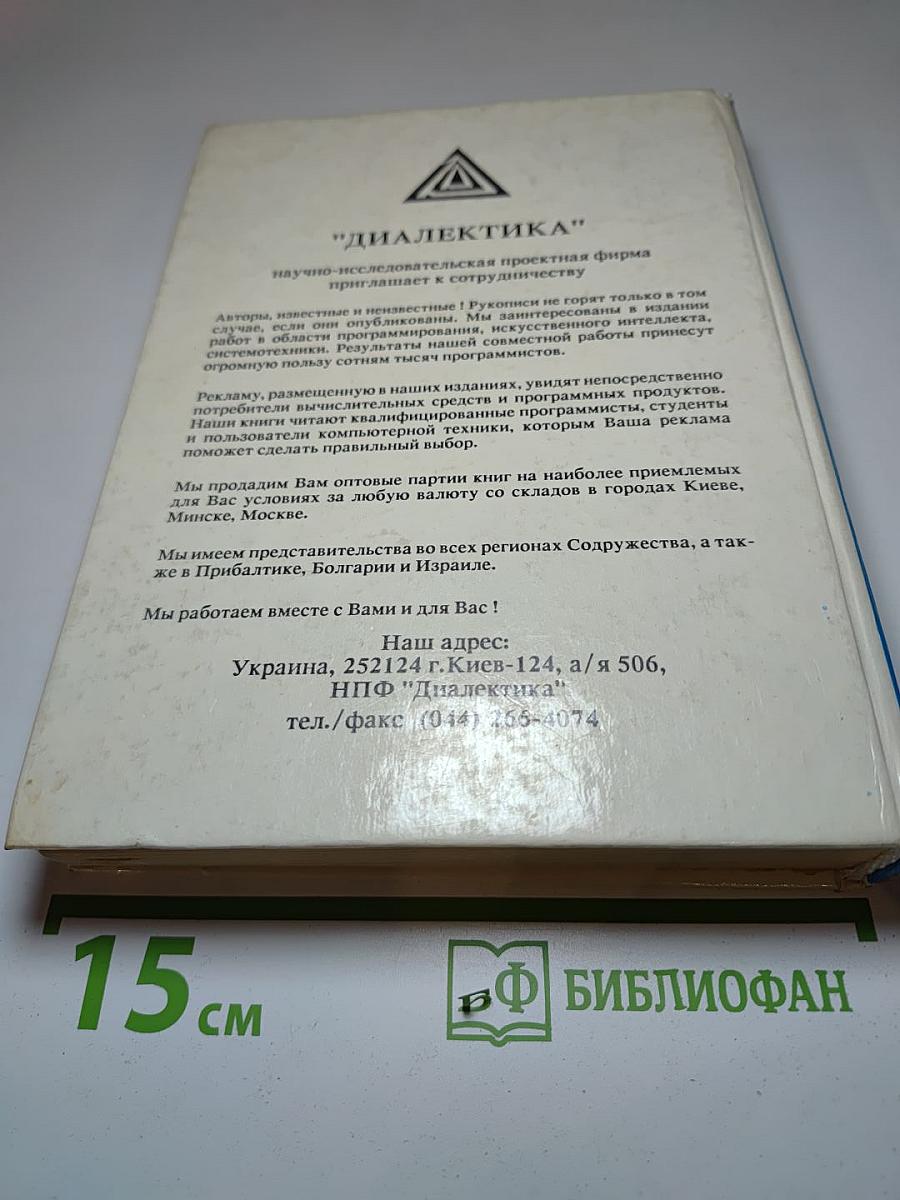 "ДИАЛЕКТИКА"
научно-исследовательская проектная фирма
приглашает к сотрудничеству
Авторы, известные и неизвестные ! Рукописи не горят только в том
случае, если они опубликованы. Мы заинтересованы в издании
работ в области программирования, искусственного интеллекта,
системотехники. Результаты нашей совместной работы принесут
огромную пользу сотням тысяч программистов.
Рекламу, размещенную в наших изданиях, увидят непосредственно
потребители вычислительных средств и программных продуктов.
Наши книги читают квалифицированные программисты, студенты
и пользователи компьютерной техники, которым Ваша реклама
поможет сделать правильный выбор.
Мы продадим Вам оптовые партии книг на наиболее приемлемых
для Вас условиях за любую валюту со складов в городах Киеве,
Минске, Москве.
Мы имеем представительства во всех регионах Содружества, а так-
же в Прибалтике, Болгарии и Израиле.
Мы работаем вместе с Вами и для Вас !
Наш адрес:
Украина, 252124 г.Киев-124, а/я 506,
НПФ "Диалектика"
тел./факс (044) 266-4074
15 см
бФ БИБ�лИОФАН